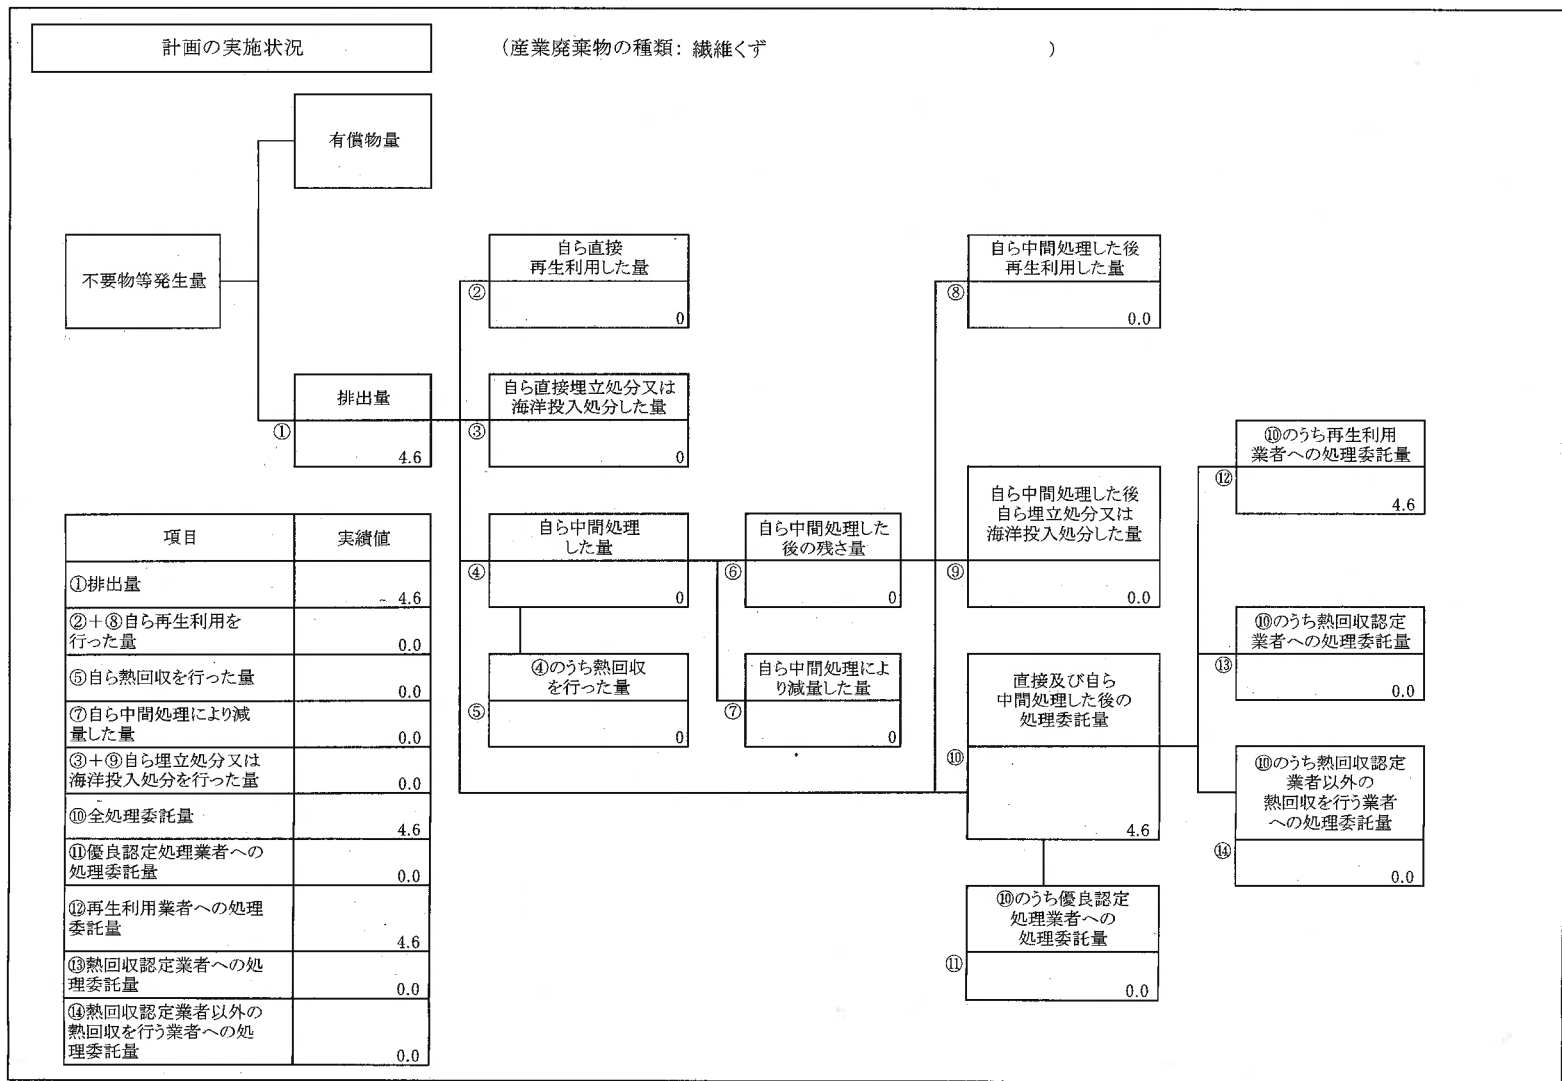 計画の実施状況
(産業廃棄物の種類: 繊維くず )
有償物量
不要物等発生量
自ら直接
再生利用した量
②
0
自ら中間処理した後
再生利用した量
⑧
0.0
排出量
①
4.6
自ら直接埋立処分又は
海洋投入処分した量
③
0
⑩のうち再生利用
業者への処理委託量
⑫
4.6
自ら中間処理
した量
④
0
自ら中間処理した
後の残さ量
⑥
0
自ら中間処理した後
自ら埋立処分又は
海洋投入処分した量
⑨
0.0
⑩のうち熱回収認定
業者への処理委託量
⑬
0.0
④のうち熱回収
を行った量
⑤
0
自ら中間処理によ
り減量した量
⑦
0
直接及び自ら
中間処理した後の
処理委託量
⑩
4.6
⑩のうち熱回収認定
業者以外の
熱回収を行う業者
への処理委託量
⑭
0.0
⑩のうち優良認定
処理業者への
処理委託量
⑪
0.0
項目 実績値
①排出量
4.6
②+⑧自ら再生利用を
行った量 0.0
⑤自ら熱回収を行った量
0.0
⑦自ら中間処理により減
量した量 0.0
③+⑨自ら埋立処分又は
海洋投入処分を行った量 0.0
⑩全処理委託量
4.6
⑪優良認定処理業者への
処理委託量 0.0
⑫再生利用業者への処理
委託量
4.6
⑬熱回収認定業者への処
理委託量 0.0
⑭熱回収認定業者以外の
熱回収を行う業者への処
理委託量 0.0